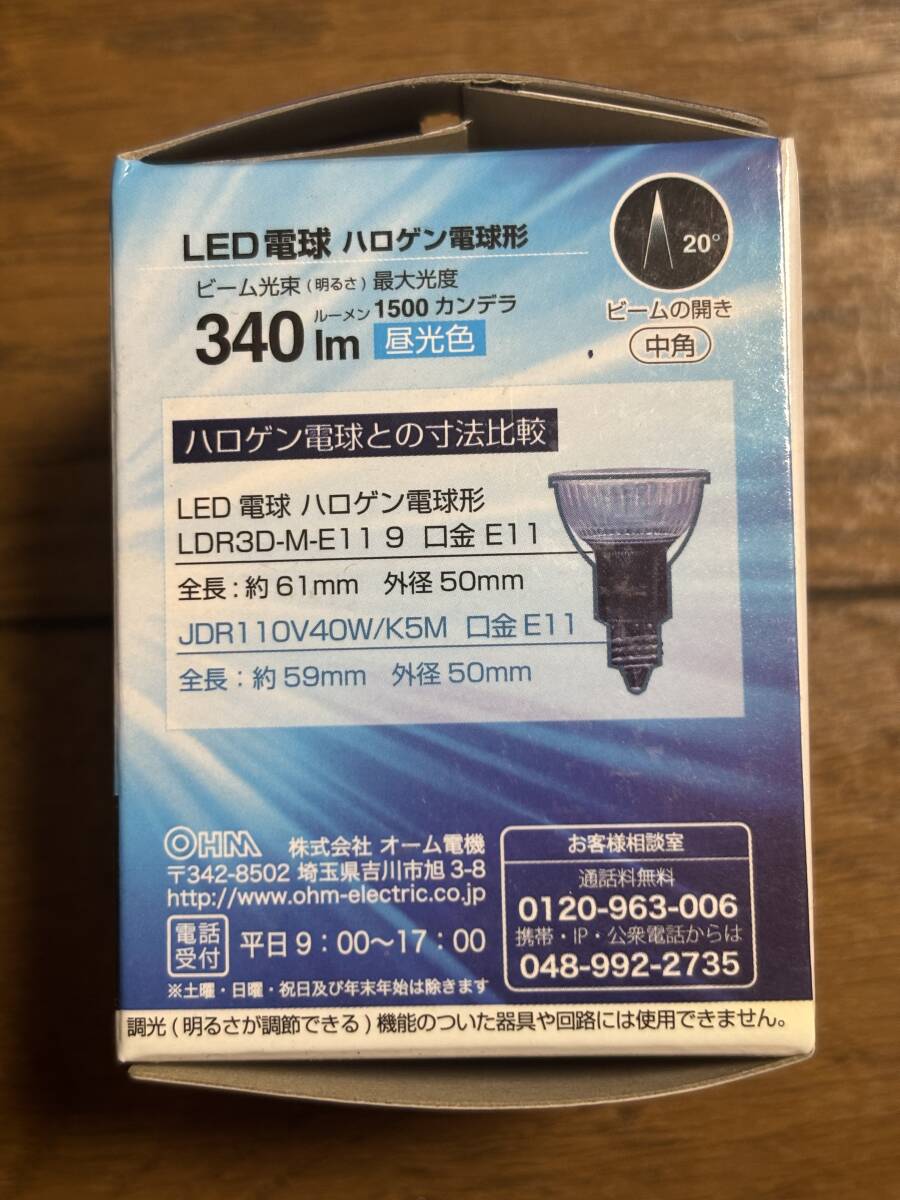 LED電球 ハロゲン電球形
ビーム光束(明るさ) 最大光度
340 ルーメン lm 1500 カンデラ
昼光色
20°
ビームの開き
中角
ハロゲン電球との寸法比較
LED 電球 ハロゲン電球形
LDR3D-M-E11 9 口金 E11
全長:約 61mm 外径 50mm
JDR110V40W/K5M 口金 E11
全長:約 59mm 外径 50mm
OHM 株式会社 オーム電機
〒342-8502 埼玉県吉川市旭 3-8
http://www.ohm-electric.co.jp
電話受付 平日 9:00〜17:00
※土曜・日曜・祝日及び年末年始は除きます
お客様相談室
通話料無料
0120-963-006
携帯・IP・公衆電話からは
048-992-2735
調光(明るさが調節できる)機能のついた器具や回路には使用できません。